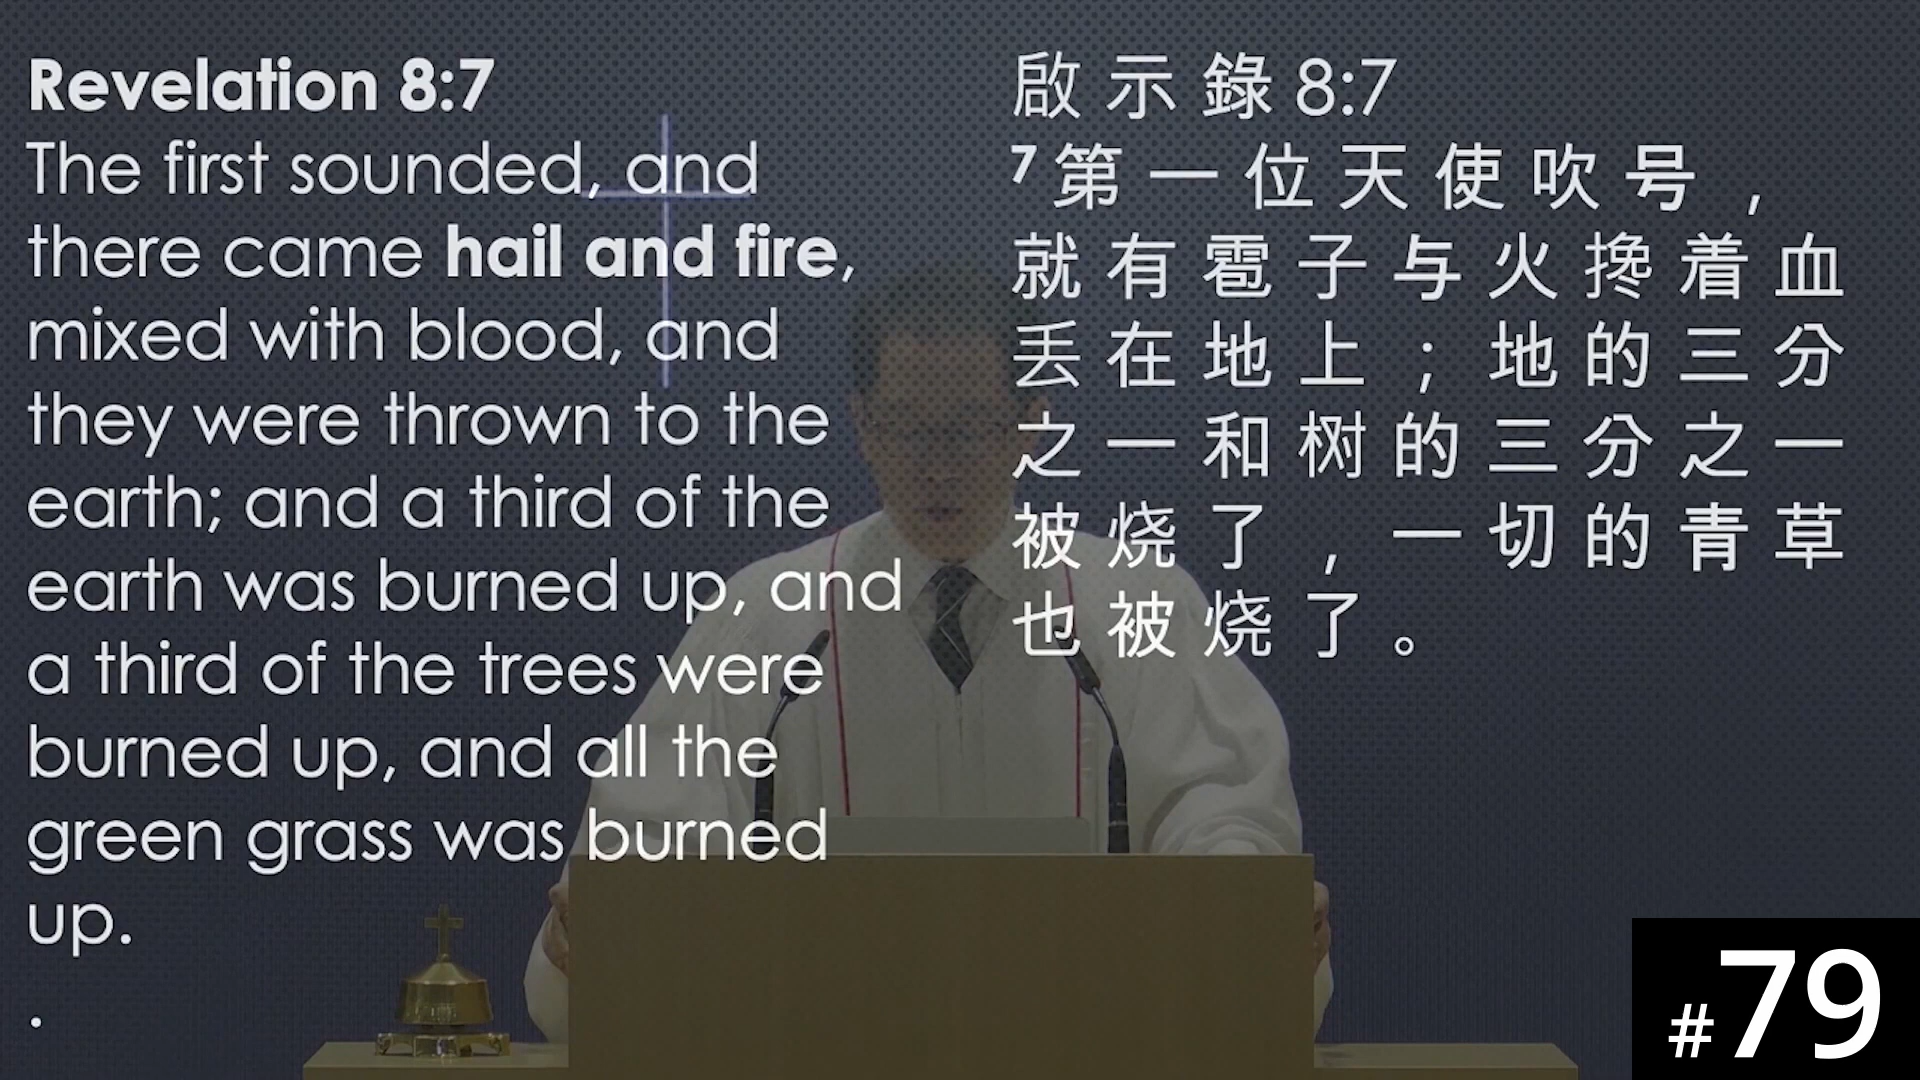 Revelation 8:7
The first sounded, and
there came hail and fire,
mixed with blood, and
they were thrown to the
earth; and a third of the
earth was burned up, and
a third of the trees were
burned up, and all the
green grass was burned
up.
.
啟示錄 8:7
7 第一位天使吹号，
就有雹子与火搀着血
丢在地上；地的三分
之一和树的三分之一
被烧了，一切的青草
也被烧了。
#79